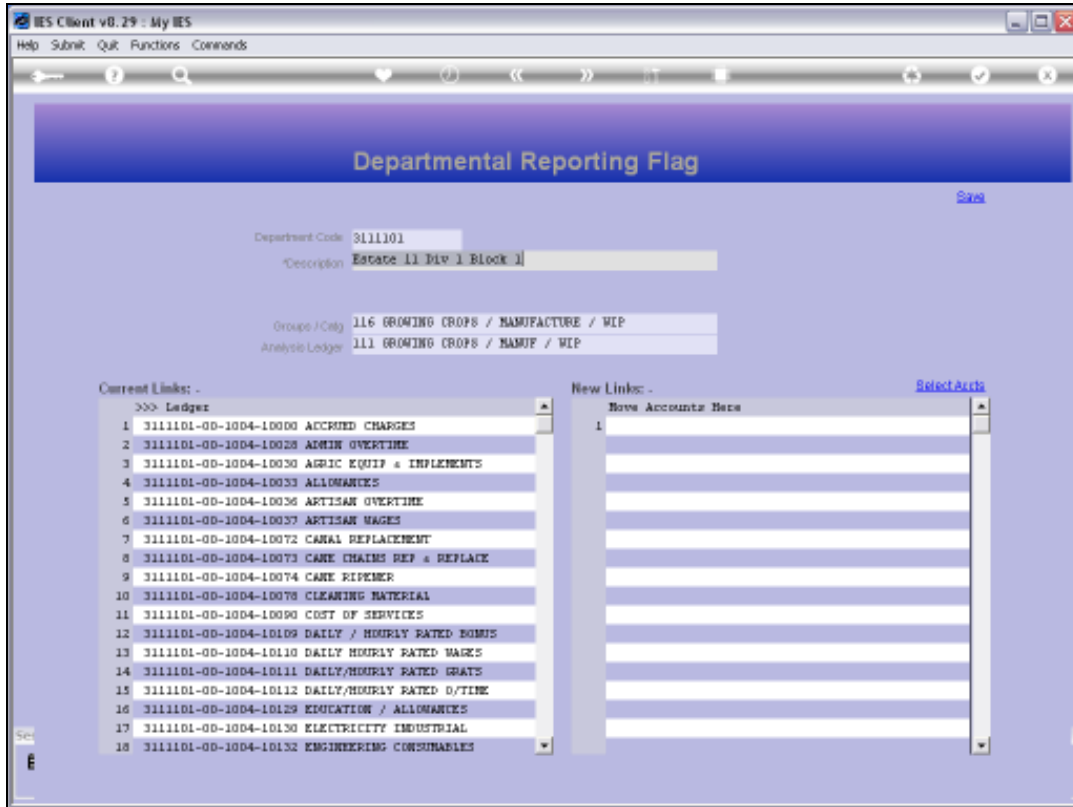 IES Client v8.29 : My IES
Help Submit Quit Functions Commands
Departmental Reporting Flag
Save
Department Code 3111101
*Description Estate 11 Div 1 Block 1
Groups / Catg 116 GROWING CROPS / MANUFACTURE / WIP
Analysis Ledger 111 GROWING CROPS / MANUF / WIP
Current Links: -
New Links: -
Select Accts
>>> Ledger
Move Accounts Here
1 3111101-00-1004-10000 ACCRUED CHARGES
2 3111101-00-1004-10028 ADMIN OVERTIME
3 3111101-00-1004-10030 AGRIC EQUIP & IMPLEMENTS
4 3111101-00-1004-10033 ALLOWANCES
5 3111101-00-1004-10036 ARTISAN OVERTIME
6 3111101-00-1004-10037 ARTISAN WAGES
7 3111101-00-1004-10072 CANAL REPLACEMENT
8 3111101-00-1004-10073 CANE CHAINS REP & REPLACE
9 3111101-00-1004-10074 CANE RIPENER
10 3111101-00-1004-10078 CLEANING MATERIAL
11 3111101-00-1004-10090 COST OF SERVICES
12 3111101-00-1004-10109 DAILY / HOURLY RATED BONUS
13 3111101-00-1004-10110 DAILY HOURLY RATED WAGES
14 3111101-00-1004-10111 DAILY/HOURLY RATED GRATS
15 3111101-00-1004-10112 DAILY/HOURLY RATED O/TIME
16 3111101-00-1004-10129 EDUCATION / ALLOWANCES
17 3111101-00-1004-10130 ELECTRICITY INDUSTRIAL
18 3111101-00-1004-10132 ENGINEERING CONSUMABLES
1